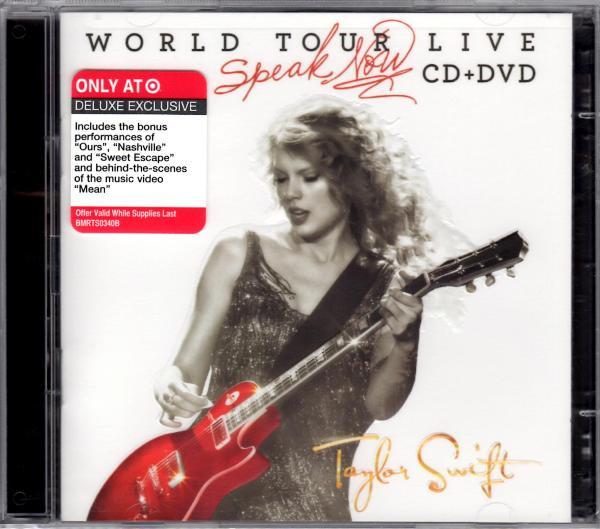 WORLD TOUR LIVE
Speak Now CD+DVD
ONLY AT
DELUXE EXCLUSIVE
Includes the bonus
performances of
“Ours”, “Nashville”
and “Sweet Escape”
and behind-the-scenes
of the music video
“Mean”
Offer Valid While Supplies Last
BMRTS0340B
Taylor Swift